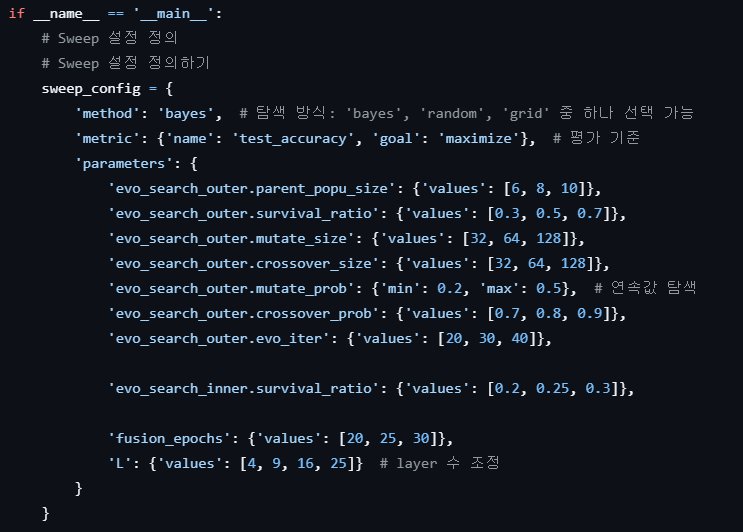 if __name__ == '__main__':
    # Sweep 설정 정의
    # Sweep 설정 정의하기
    sweep_config = {
        'method': 'bayes',  # 탐색 방식: 'bayes', 'random', 'grid' 중 하나 선택 가능
        'metric': {'name': 'test_accuracy', 'goal': 'maximize'},  # 평가 기준
        'parameters': {
            'evo_search_outer.parent_popu_size': {'values': [6, 8, 10]},
            'evo_search_outer.survival_ratio': {'values': [0.3, 0.5, 0.7]},
            'evo_search_outer.mutate_size': {'values': [32, 64, 128]},
            'evo_search_outer.crossover_size': {'values': [32, 64, 128]},
            'evo_search_outer.mutate_prob': {'min': 0.2, 'max': 0.5},  # 연속값 탐색
            'evo_search_outer.crossover_prob': {'values': [0.7, 0.8, 0.9]},
            'evo_search_outer.evo_iter': {'values': [20, 30, 40]},

            'evo_search_inner.survival_ratio': {'values': [0.2, 0.25, 0.3]},

            'fusion_epochs': {'values': [20, 25, 30]},
            'L': {'values': [4, 9, 16, 25]}  # layer 수 조정
        }
    }